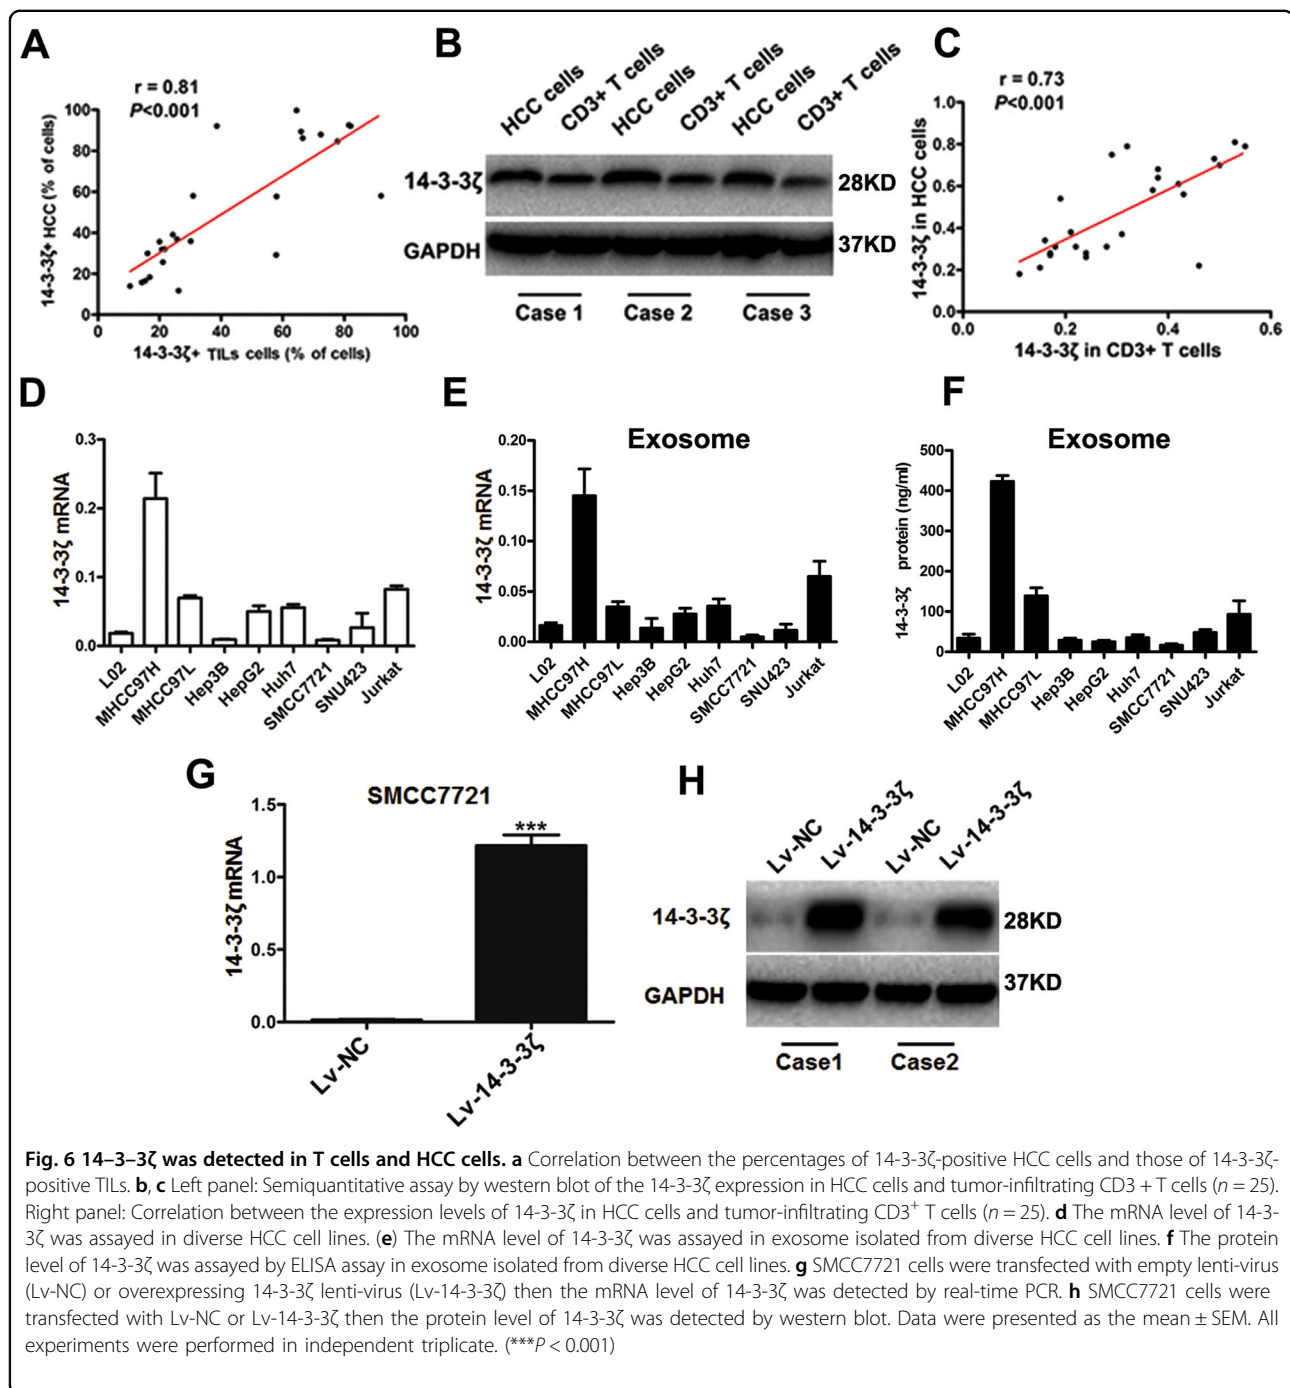 A
r = 0.81
P<0.001
14-3-3ζ+ HCC (% of cells)
100
80
60
40
20
0
0 20 40 60 80 100
14-3-3ζ+ TILs cells (% of cells)
B
HCC cells CD3+ T cells HCC cells CD3+ T cells HCC cells CD3+ T cells
14-3-3ζ 28KD
GAPDH 37KD
Case 1 Case 2 Case 3
C
r = 0.73
P<0.001
14-3-3ζ in HCC cells
1.0
0.8
0.6
0.4
0.2
0.0
0.0 0.2 0.4 0.6
14-3-3ζ in CD3+ T cells
D
14-3-3ζ mRNA
0.3
0.2
0.1
0.0
L02 MHCC97H MHCC97L Hep3B HepG2 Huh7 SMCC7721 SNU423 Jurkat
E
Exosome
14-3-3ζ mRNA
0.20
0.15
0.10
0.05
0.00
L02 MHCC97H MHCC97L Hep3B HepG2 Huh7 SMCC7721 SNU423 Jurkat
F
Exosome
14-3-3ζ protein (ng/ml)
500
400
300
200
100
0
L02 MHCC97H MHCC97L Hep3B HepG2 Huh7 SMCC7721 SNU423 Jurkat
G
SMCC7721
14-3-3ζ mRNA
1.5
1.0
0.5
0.0
***
Lv-NC Lv-14-3-3ζ
H
Lv-NC Lv-14-3-3ζ Lv-NC Lv-14-3-3ζ
14-3-3ζ 28KD
GAPDH 37KD
Case1 Case2
Fig. 6 14–3–3ζ was detected in T cells and HCC cells. a Correlation between the percentages of 14-3-3ζ-positive HCC cells and those of 14-3-3ζ-
positive TILs. b, c Left panel: Semiquantitative assay by western blot of the 14-3-3ζ expression in HCC cells and tumor-infiltrating CD3 + T cells (n = 25).
Right panel: Correlation between the expression levels of 14-3-3ζ in HCC cells and tumor-infiltrating CD3⁺ T cells (n = 25). d The mRNA level of 14-3-
3ζ was assayed in diverse HCC cell lines. (e) The mRNA level of 14-3-3ζ was assayed in exosome isolated from diverse HCC cell lines. f The protein
level of 14-3-3ζ was assayed by ELISA assay in exosome isolated from diverse HCC cell lines. g SMCC7721 cells were transfected with empty lenti-virus
(Lv-NC) or overexpressing 14-3-3ζ lenti-virus (Lv-14-3-3ζ) then the mRNA level of 14-3-3ζ was detected by real-time PCR. h SMCC7721 cells were
transfected with Lv-NC or Lv-14-3-3ζ then the protein level of 14-3-3ζ was detected by western blot. Data were presented as the mean ± SEM. All
experiments were performed in independent triplicate. (***P < 0.001)